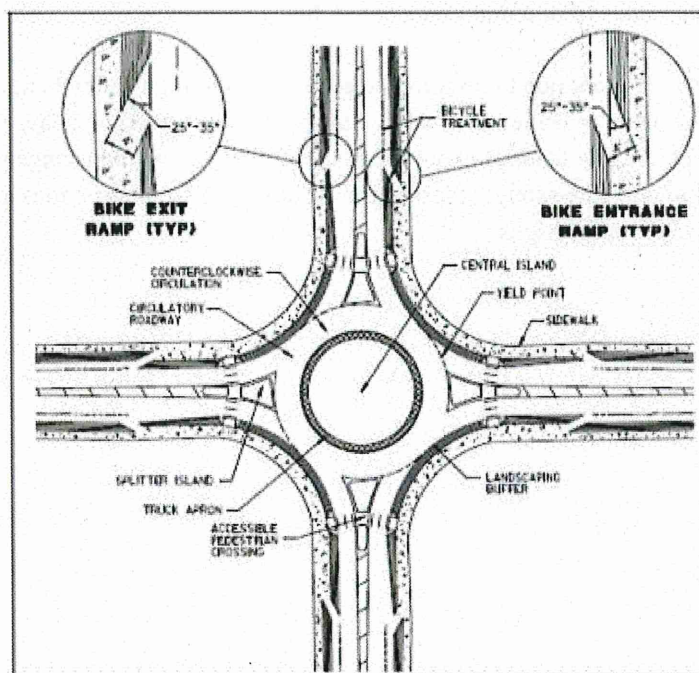 25°-35°
BIKE EXIT
RAMP (TYP)
BICYCLE
TREATMENT
25°-35°
BIKE ENTRANCE
RAMP (TYP)
COUNTERCLOCKWISE
CIRCULATION
CENTRAL ISLAND
CIRCULATORY
ROADWAY
YIELD POINT
SIDEWALK
SPLITTER ISLAND
TRUCK APRON
ACCESSIBLE
PEDESTRIAN
CROSSING
LANDSCAPING
BUFFER